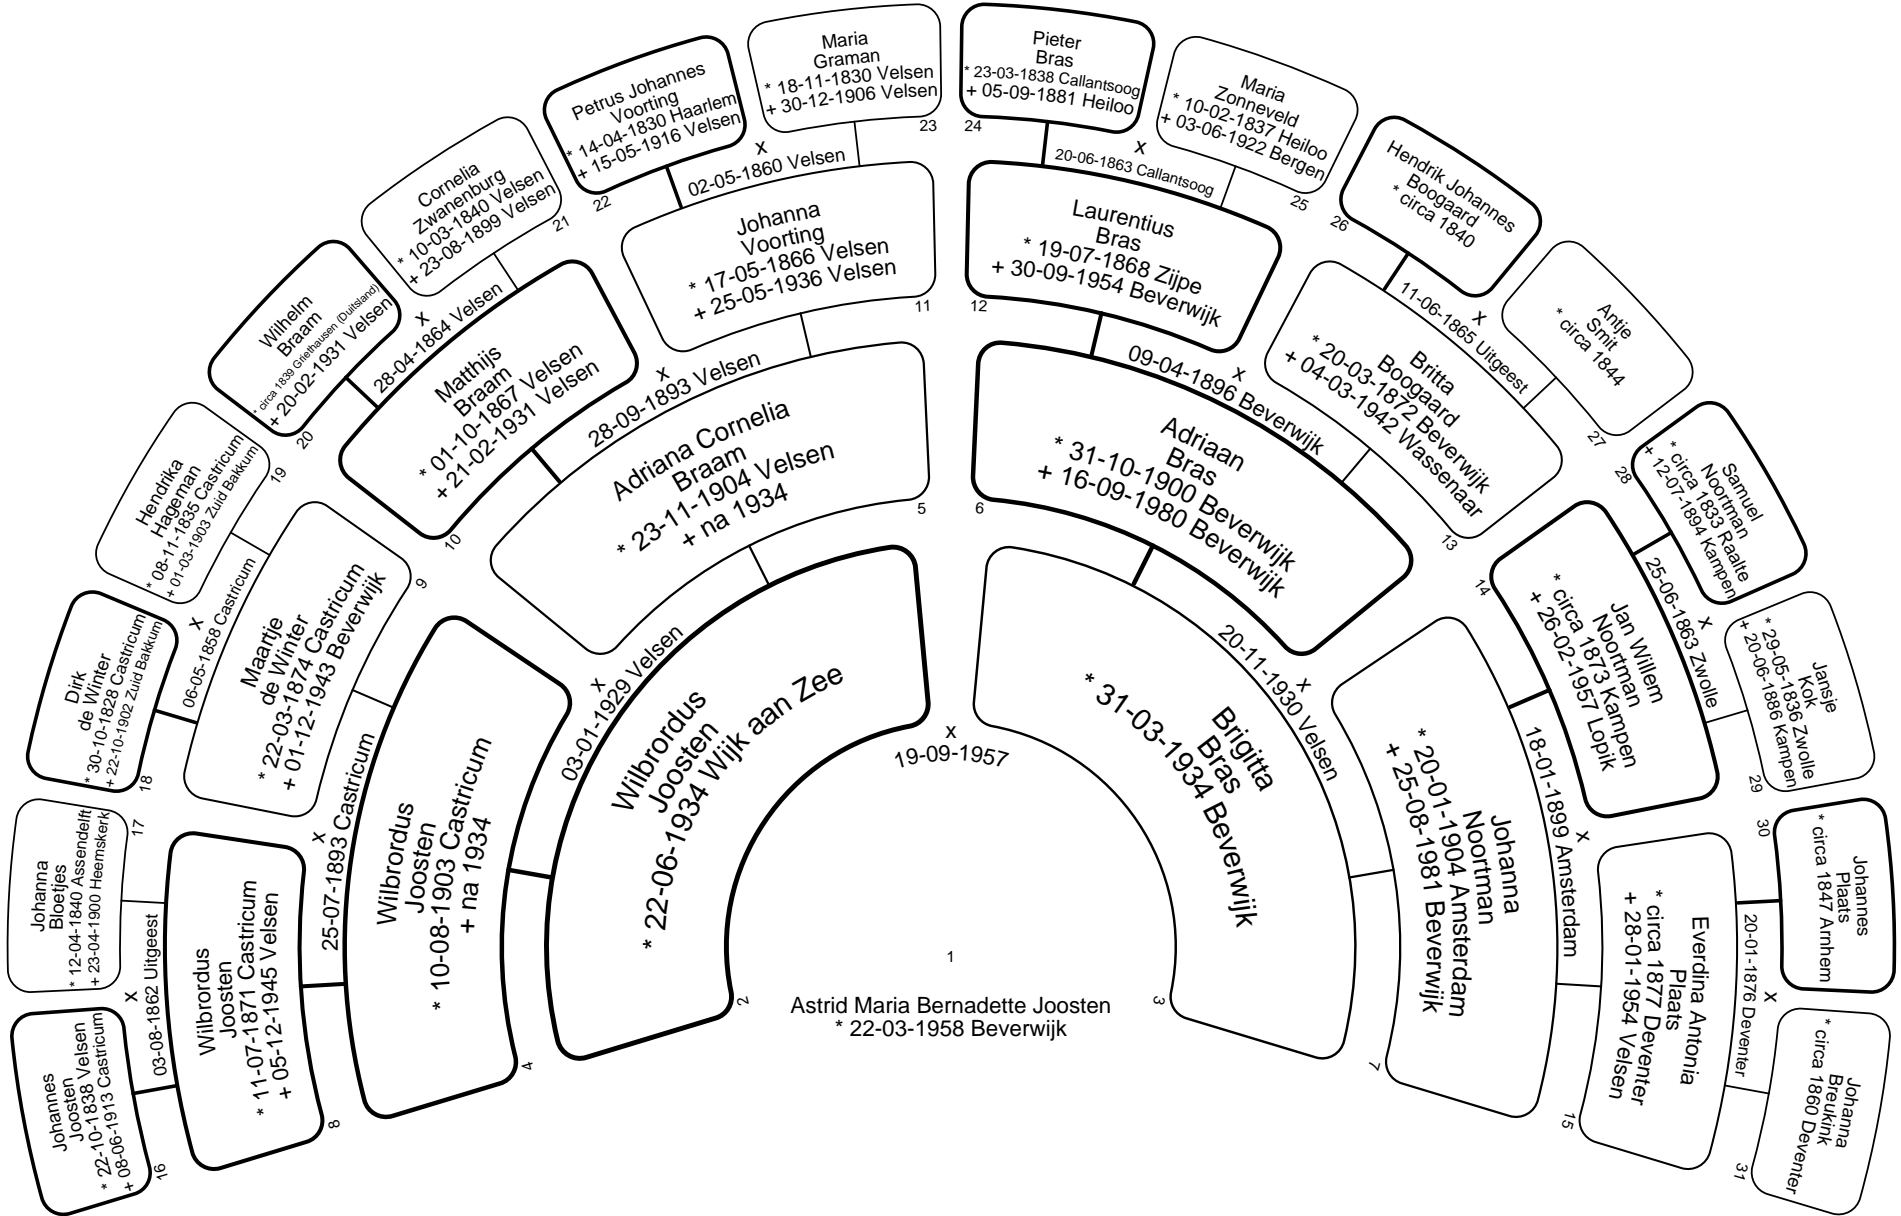 1
Astrid Maria Bernadette Joosten
* 22-03-1958 Beverwijk
2
Wilbrordus
Joosten
* 22-06-1934 Wijk aan Zee
x
19-09-1957
3
Brigitta
Bras
* 31-03-1934 Beverwijk
4
Wilbrordus
Joosten
* 10-08-1903 Castricum
+ na 1934
x
03-01-1929 Velsen
5
Adriana Cornelia
Braam
* 23-11-1904 Velsen
+ na 1934
6
Adriaan
Bras
* 31-10-1900 Beverwijk
+ 16-09-1980 Beverwijk
x
20-11-1930 Velsen
7
Johanna
Noortman
* 20-01-1904 Amsterdam
+ 25-08-1981 Beverwijk
8
Wilbrordus
Joosten
* 11-07-1871 Castricum
+ 05-12-1945 Velsen
x
25-07-1893 Castricum
9
Maartje
de Winter
* 22-03-1874 Castricum
+ 01-12-1943 Beverwijk
10
Matthijs
Braam
* 01-10-1867 Velsen
+ 21-02-1931 Velsen
x
28-09-1893 Velsen
11
Johanna
Voorting
* 17-05-1866 Velsen
+ 25-05-1936 Velsen
12
Laurentius
Bras
* 19-07-1868 Zijpe
+ 30-09-1954 Beverwijk
x
09-04-1896 Beverwijk
13
Britta
Boogaard
* 20-03-1872 Beverwijk
+ 04-03-1942 Wassenaar
14
Jan Willem
Noortman
* circa 1873 Kampen
+ 26-02-1957 Lopik
x
18-01-1899 Amsterdam
15
Everdina Antonia
Plaats
* circa 1877 Deventer
+ 28-01-1954 Velsen
16
Johannes
Joosten
* 22-10-1838 Velsen
+ 08-06-1913 Castricum
x
03-08-1862 Uitgeest
17
Johanna
Bloetjes
* 12-04-1840 Assendelft
+ 23-04-1900 Heemskerk
18
Dirk
de Winter
* 30-10-1828 Castricum
+ 22-10-1902 Zuid Bakkum
x
06-05-1858 Castricum
19
Hendrika
Hageman
* 08-11-1835 Castricum
+ 01-03-1903 Zuid Bakkum
20
Wilhelm
Braam
* circa 1839 Griethausen (Duitsland)
+ 20-02-1931 Velsen
x
28-04-1864 Velsen
21
Cornelia
Zwanenburg
* 10-03-1840 Velsen
+ 23-08-1899 Velsen
22
Petrus Johannes
Voorting
* 14-04-1830 Haarlem
+ 15-05-1916 Velsen
x
02-05-1860 Velsen
23
Maria
Graman
* 18-11-1830 Velsen
+ 30-12-1906 Velsen
24
Pieter
Bras
* 23-03-1838 Callantsoog
+ 05-09-1881 Heiloo
x
20-06-1863 Callantsoog
25
Maria
Zonneveld
* 10-02-1837 Heiloo
+ 03-06-1922 Bergen
26
Hendrik Johannes
Boogaard
* circa 1840
x
11-06-1865 Uitgeest
27
Antje
Smit
* circa 1844
28
Samuel
Noortman
* circa 1833 Raalte
+ 12-07-1894 Kampen
x
25-06-1863 Zwolle
29
Jansje
Kok
* 29-05-1836 Zwolle
+ 20-06-1886 Kampen
30
Johannes
Plaats
* circa 1847 Arnhem
x
20-01-1876 Deventer
31
Johanna
Breukink
* circa 1860 Deventer